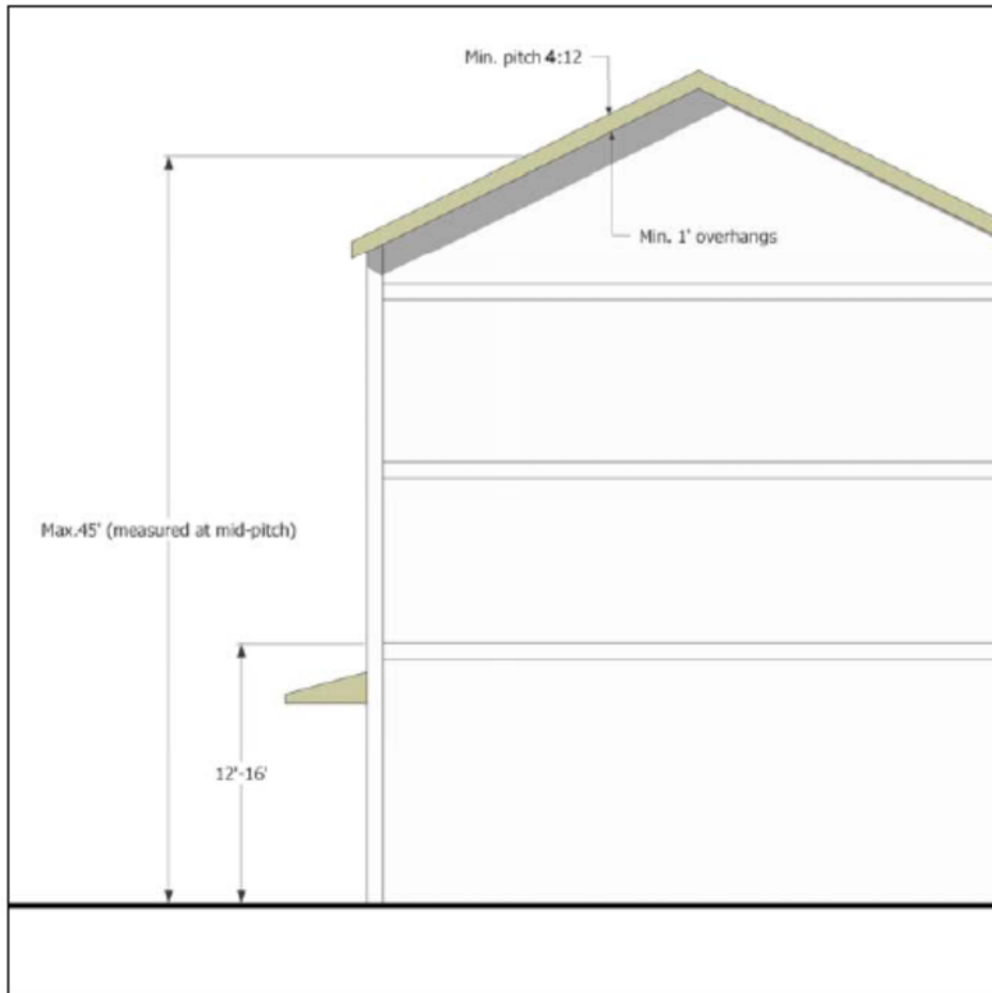 Min. pitch 4:12
Min. 1' overhangs
Max.45' (measured at mid-pitch)
12'-16'